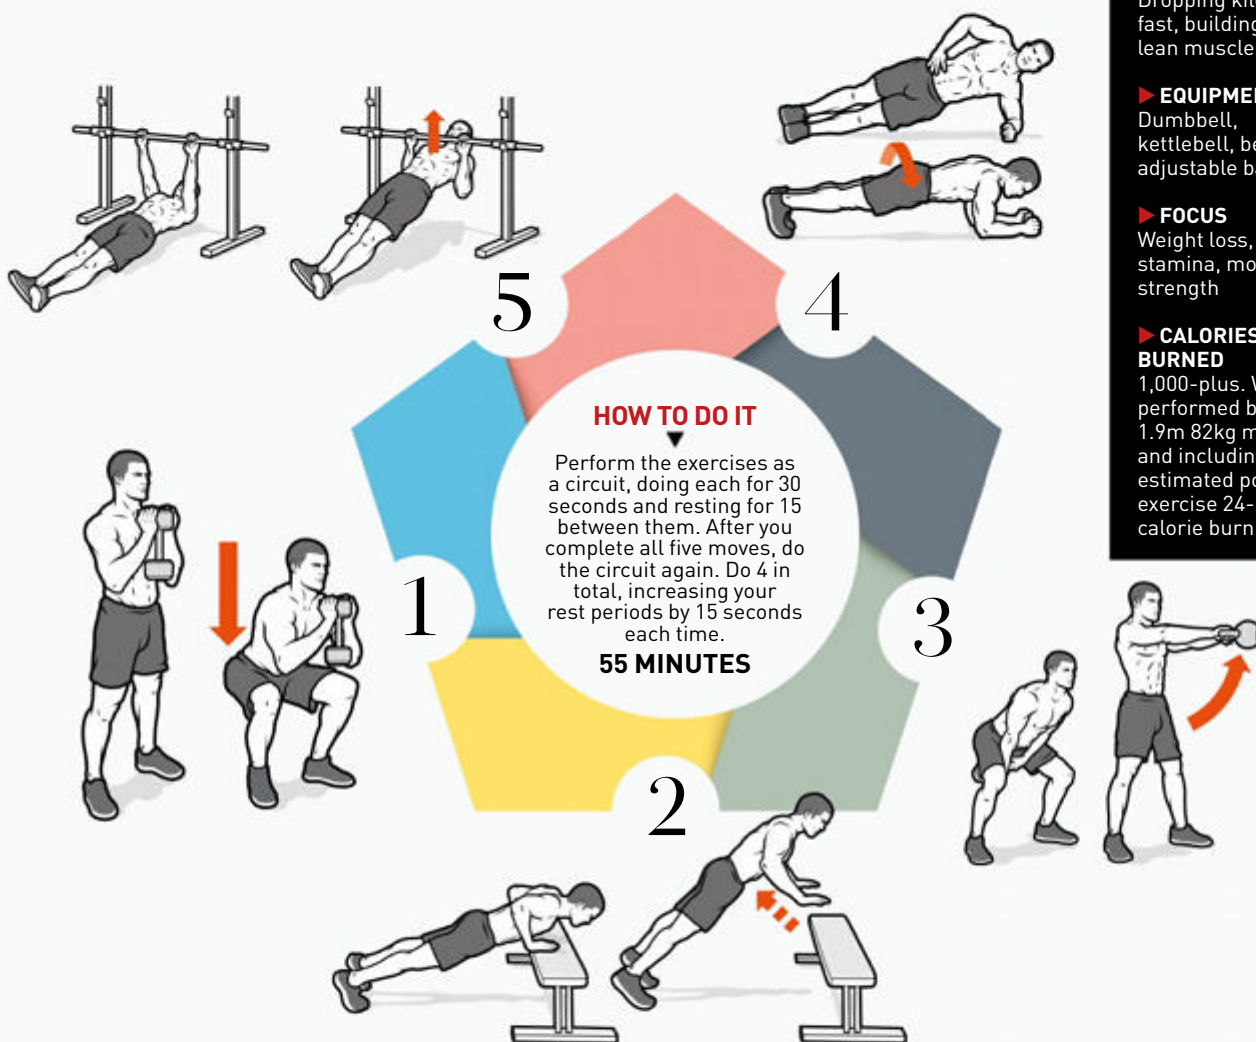 fast, building
lean muscle
▶ EQUIPME
Dumbbell,
kettlebell, be
adjustable b
▶ FOCUS
Weight loss,
stamina, mo
strength
▶ CALORIES
BURNED
1,000-plus. W
performed b
1.9m 82kg m
and includin
estimated po
exercise 24-
calorie burn
5
4
HOW TO DO IT
Perform the exercises as
a circuit, doing each for 30
seconds and resting for 15
between them. After you
complete all five moves, do
the circuit again. Do 4 in
total, increasing your
rest periods by 15 seconds
each time.
55 MINUTES
1
3
2